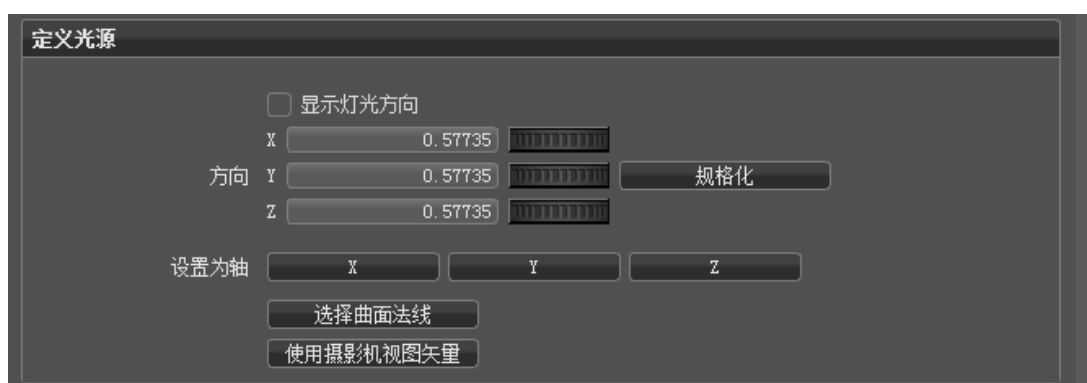 定义光源
显示灯光方向
X 0.57735
方向 Y 0.57735 规格化
Z 0.57735
设置为轴 X Y Z
选择曲面法线
使用摄影机视图矢量